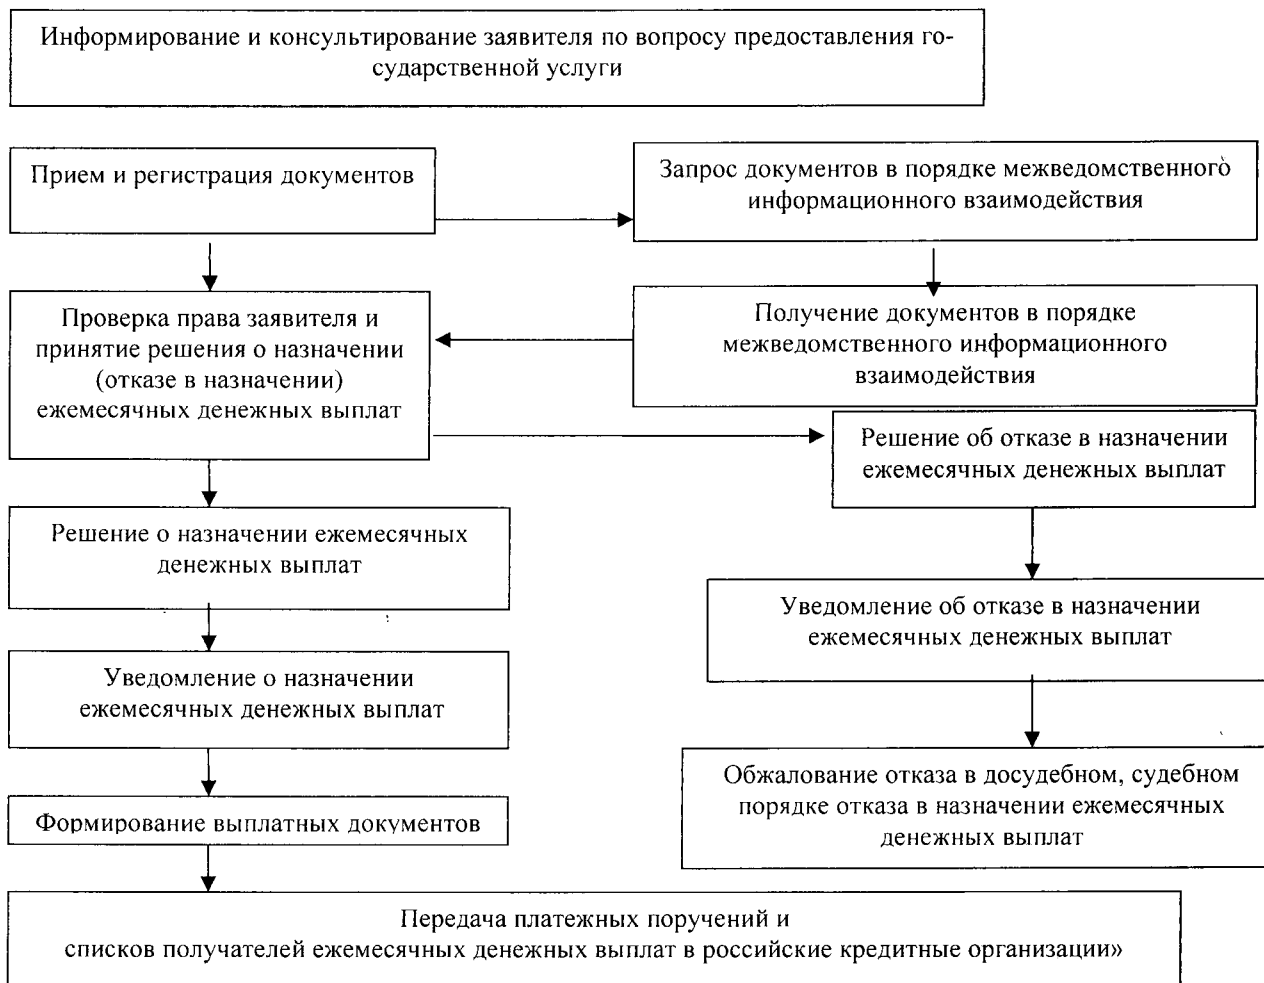 Информирование и консультирование заявителя по вопросу предоставления го-
сударственной услуги
Прием и регистрация документов
Запрос документов в порядке межведомственного
информационного взаимодействия
Проверка права заявителя и
принятие решения о назначении
(отказе в назначении)
ежемесячных денежных выплат
Получение документов в порядке
межведомственного информационного
взаимодействия
Решение об отказе в назначении
ежемесячных денежных выплат
Решение о назначении ежемесячных
денежных выплат
Уведомление об отказе в назначении
ежемесячных денежных выплат
Уведомление о назначении
ежемесячных денежных выплат
Обжалование отказа в досудебном, судебном
порядке отказа в назначении ежемесячных
денежных выплат
Формирование выплатных документов
Передача платежных поручений и
списков получателей ежемесячных денежных выплат в российские кредитные организации»